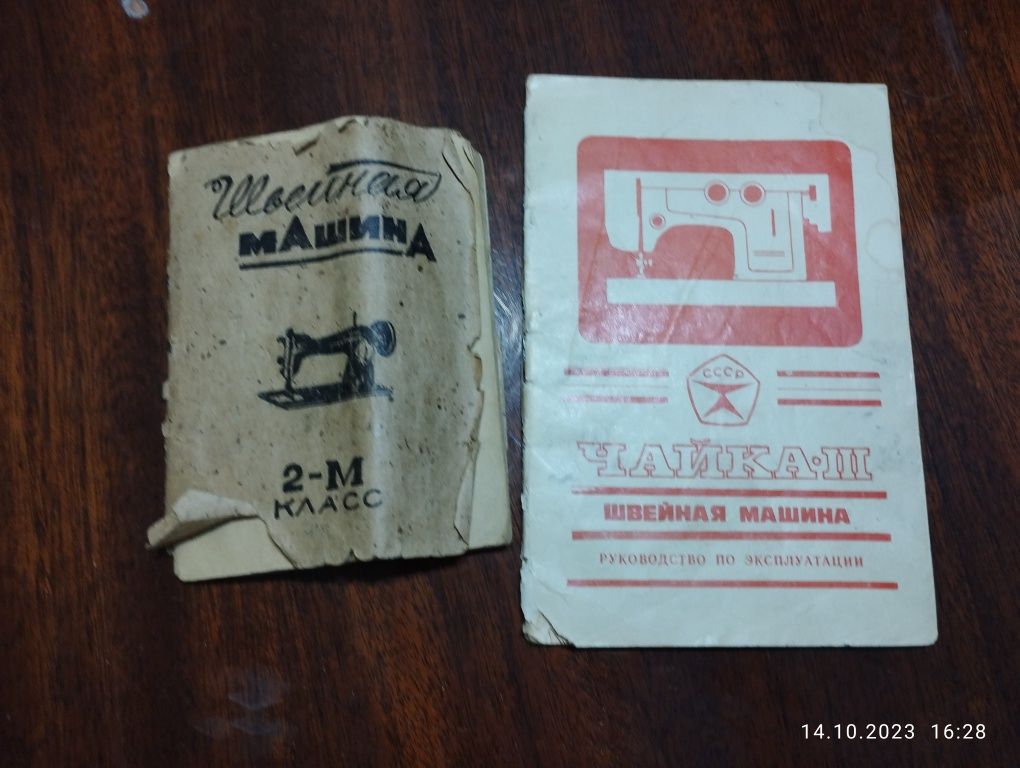 Швейная
МАШИНА
2-М
КЛАСС
СССР
ЧАЙКА·III
ШВЕЙНАЯ МАШИНА
РУКОВОДСТВО ПО ЭКСПЛУАТАЦИИ
14.10.2023 16:28